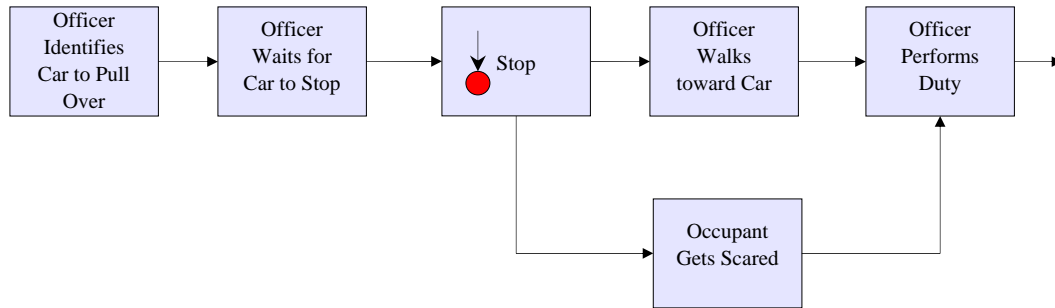 Officer
Identifies
Car to Pull
Over
Officer
Waits for
Car to Stop
Stop
Officer
Walks
toward Car
Officer
Performs
Duty
Occupant
Gets Scared